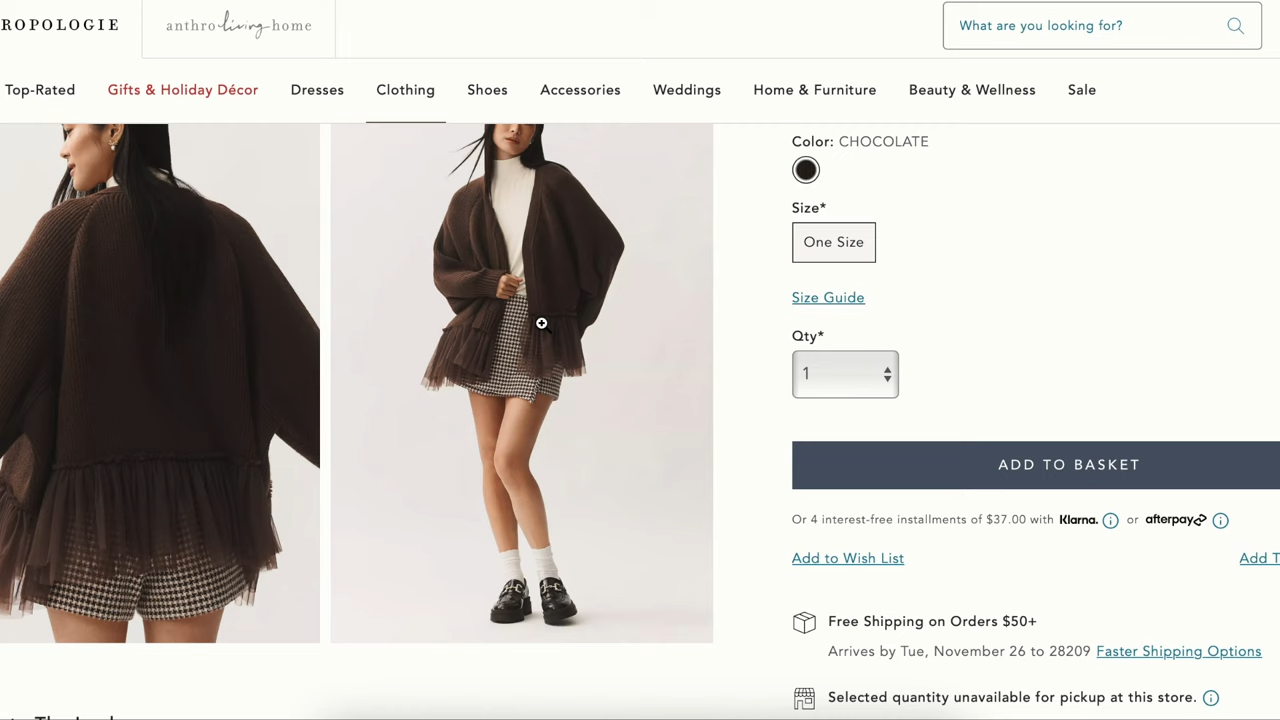 ROPOLOGIE
anthro living home
What are you looking for?
Top-Rated Gifts & Holiday Décor Dresses Clothing Shoes Accessories Weddings Home & Furniture Beauty & Wellness Sale
Color: CHOCOLATE
Size*
One Size
Size Guide
Qty*
1
ADD TO BASKET
Or 4 interest-free installments of $37.00 with Klarna. or afterpay
Add to Wish List Add T
Free Shipping on Orders $50+
Arrives by Tue, November 26 to 28209 Faster Shipping Options
Selected quantity unavailable for pickup at this store.